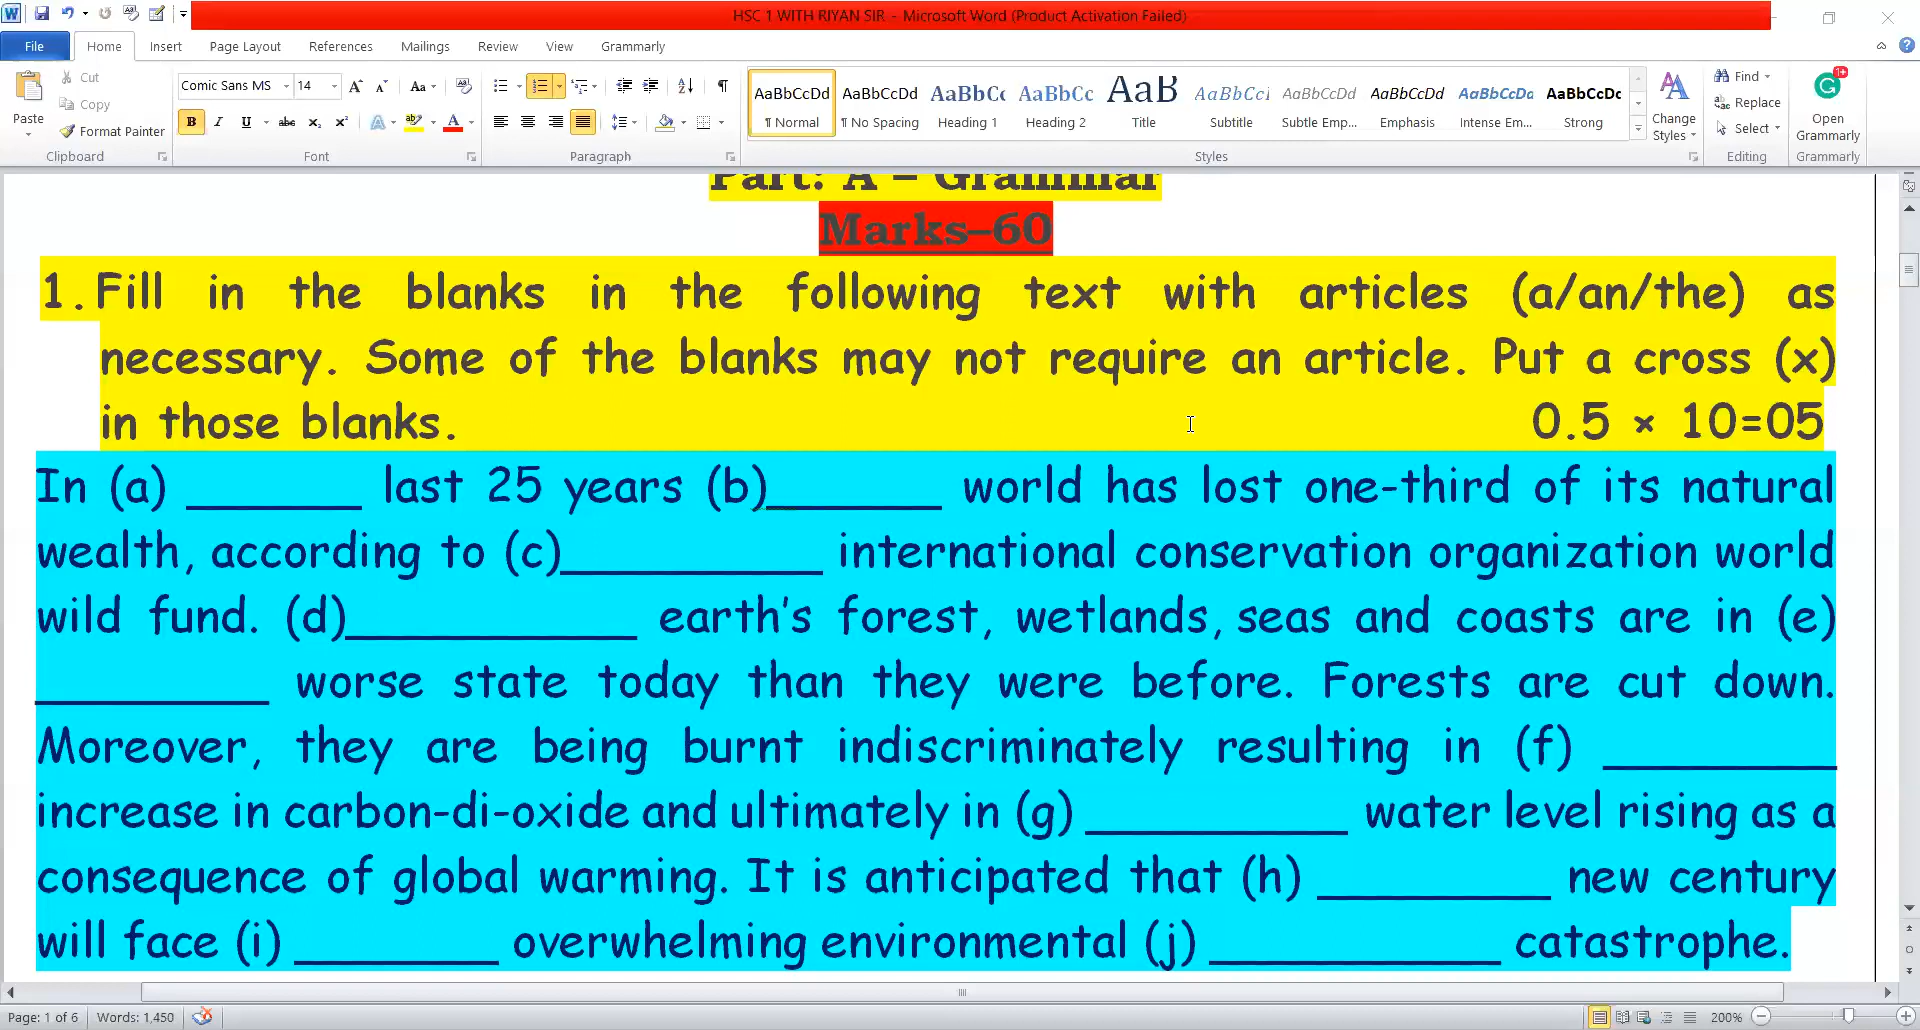 HSC 1 WITH RIYAN SIR - Microsoft Word (Product Activation Failed)
File Home Insert Page Layout References Mailings Review View Grammarly
Paste
Cut
Copy
Format Painter
Clipboard
Comic Sans MS 14
Font
Paragraph
AaBbCcDd AaBbCcDd AaBbCc AaBbCc AaB AaBbCcI AaBbCcDd AaBbCcDd AaBbCcDd AaBbCcDc
¶ Normal ¶ No Spacing Heading 1 Heading 2 Title Subtitle Subtle Emp... Emphasis Intense Em... Strong
Change Styles
Styles
Find
Replace
Select
Editing
Open Grammarly
Grammarly
Part: A – Grammar
Marks–60
1. Fill in the blanks in the following text with articles (a/an/the) as
necessary. Some of the blanks may not require an article. Put a cross (x)
in those blanks. 0.5 × 10=05
In (a) ______ last 25 years (b)______ world has lost one-third of its natural
wealth, according to (c)_________ international conservation organization world
wild fund. (d)__________ earth's forest, wetlands, seas and coasts are in (e)
________ worse state today than they were before. Forests are cut down.
Moreover, they are being burnt indiscriminately resulting in (f) ________
increase in carbon-di-oxide and ultimately in (g) _________ water level rising as a
consequence of global warming. It is anticipated that (h) ________ new century
will face (i) _______ overwhelming environmental (j) __________ catastrophe.
Page: 1 of 6 Words: 1,450 200%